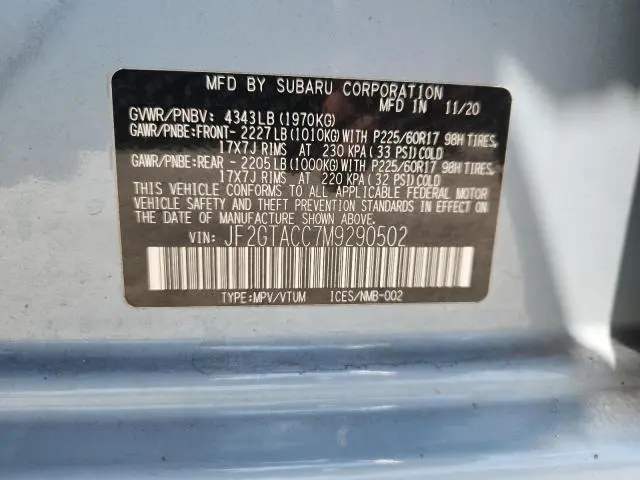 MFD BY SUBARU CORPORATION
MFD IN 11/20
GVWR/PNBV: 4343LB(1970KG)
GAWR/PNBE:FRONT- 2227LB(1010KG)WITH P225/60R17 98H TIRES,
17X7J RIMS AT 230 KPA(33 PSI)COLD
GAWR/PNBE:REAR - 2205LB(1000KG)WITH P225/60R17 98H TIRES,
17X7J RIMS AT 220 KPA(32 PSI)COLD
THIS VEHICLE CONFORMS TO ALL APPLICABLE FEDERAL MOTOR
VEHICLE SAFETY AND THEFT PREVENTION STANDARDS IN EFFECT
ON THE DATE OF MANUFACTURE SHOWN ABOVE.
VIN: JF2GTACC7M9290502
TYPE:MPV/VTUM ICES/NMB-002